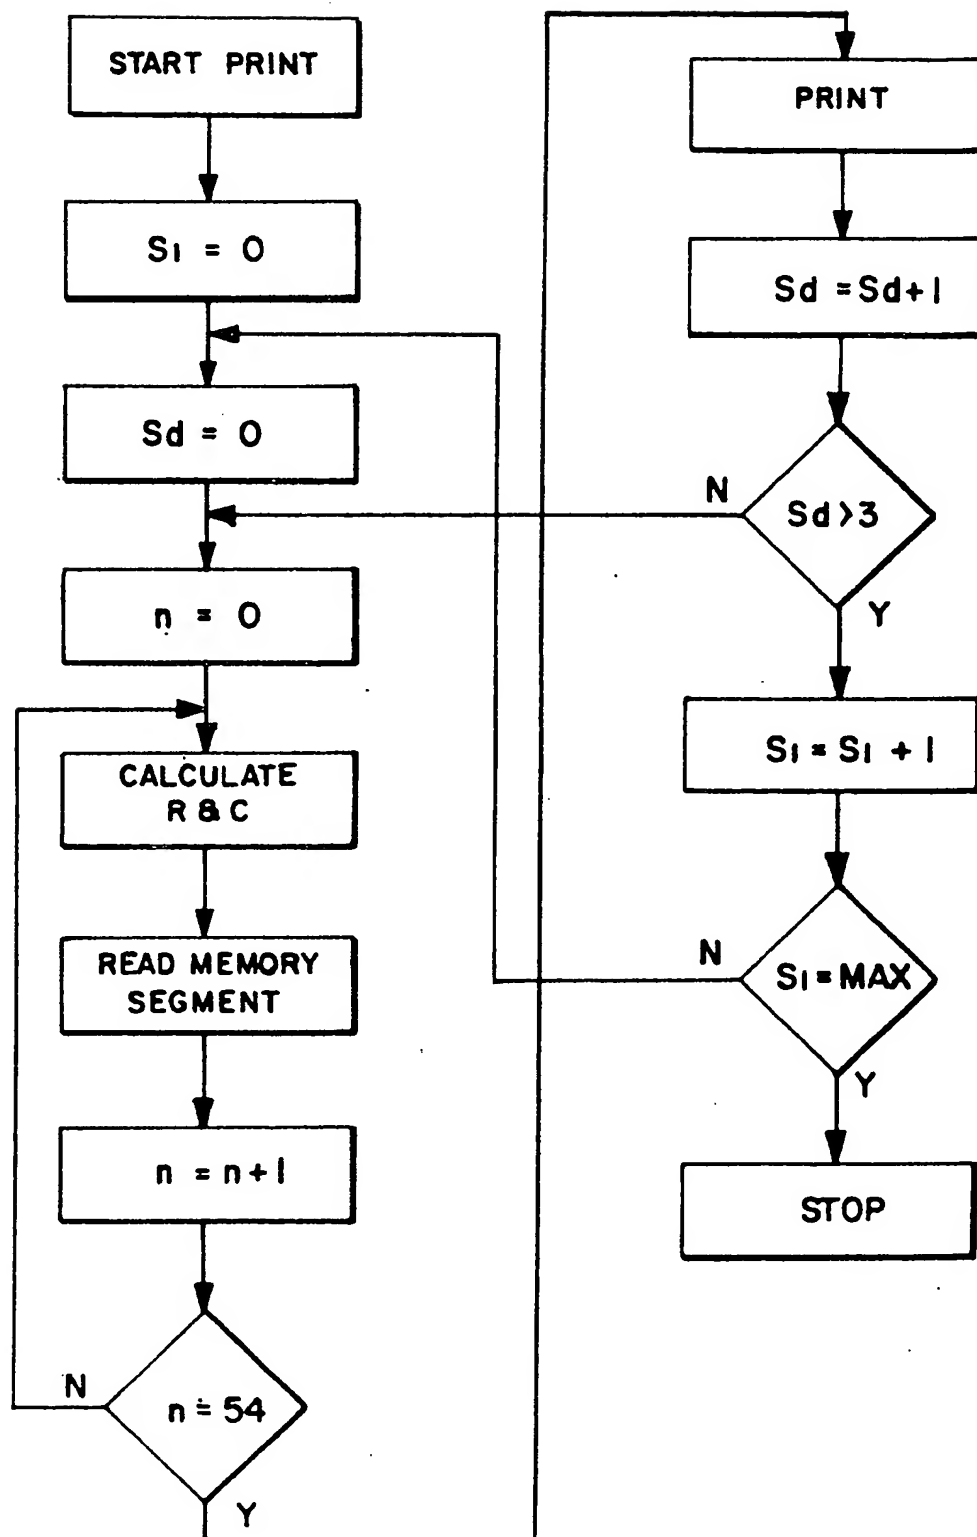 START PRINT
S1 = 0
Sd = 0
n = 0
CALCULATE
R & C
READ MEMORY
SEGMENT
n = n+1
n = 54
N
Y
PRINT
Sd = Sd+1
Sd>3
N
Y
S1 = S1 + 1
S1 = MAX
N
Y
STOP